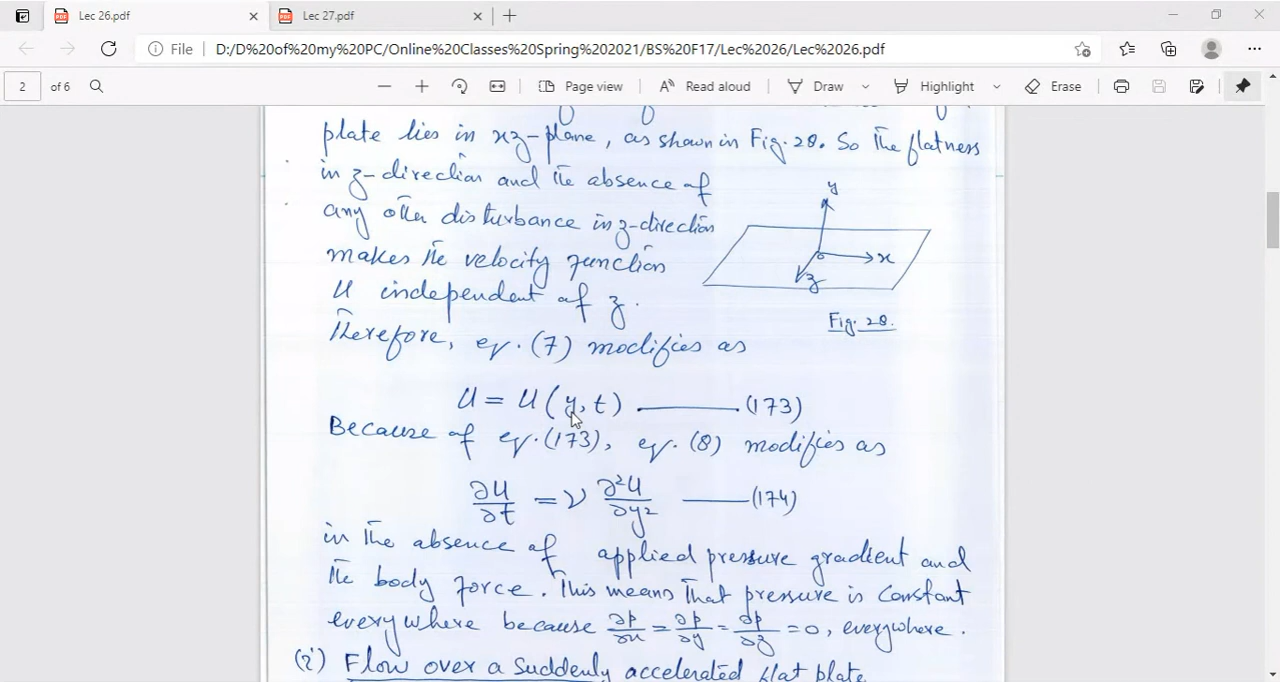 Lec 26.pdf
Lec 27.pdf
File D:/D%20of%20my%20PC/Online%20Classes%20Spring%202021/BS%20F17/Lec%2026/Lec%2026.pdf
2 of 6 Page view Read aloud Draw Highlight Erase
plate lies in xz-plane, as shown in Fig. 28. So the flatness
in z-direction and the absence of
any other disturbance in z-direction
makes the velocity function
u independent of z.
y
x
o
z
Fig. 28.
Therefore, eq. (7) modifies as
u = u(y,t) ——— (173)
Because of eq. (173), eq. (8) modifies as
∂u/∂t = ν ∂²u/∂y² ——— (174)
in the absence of applied pressure gradient and
the body force. This means that pressure is constant
everywhere because ∂p/∂x = ∂p/∂y = ∂p/∂z = 0, everywhere.
(i) Flow over a suddenly accelerated flat plate